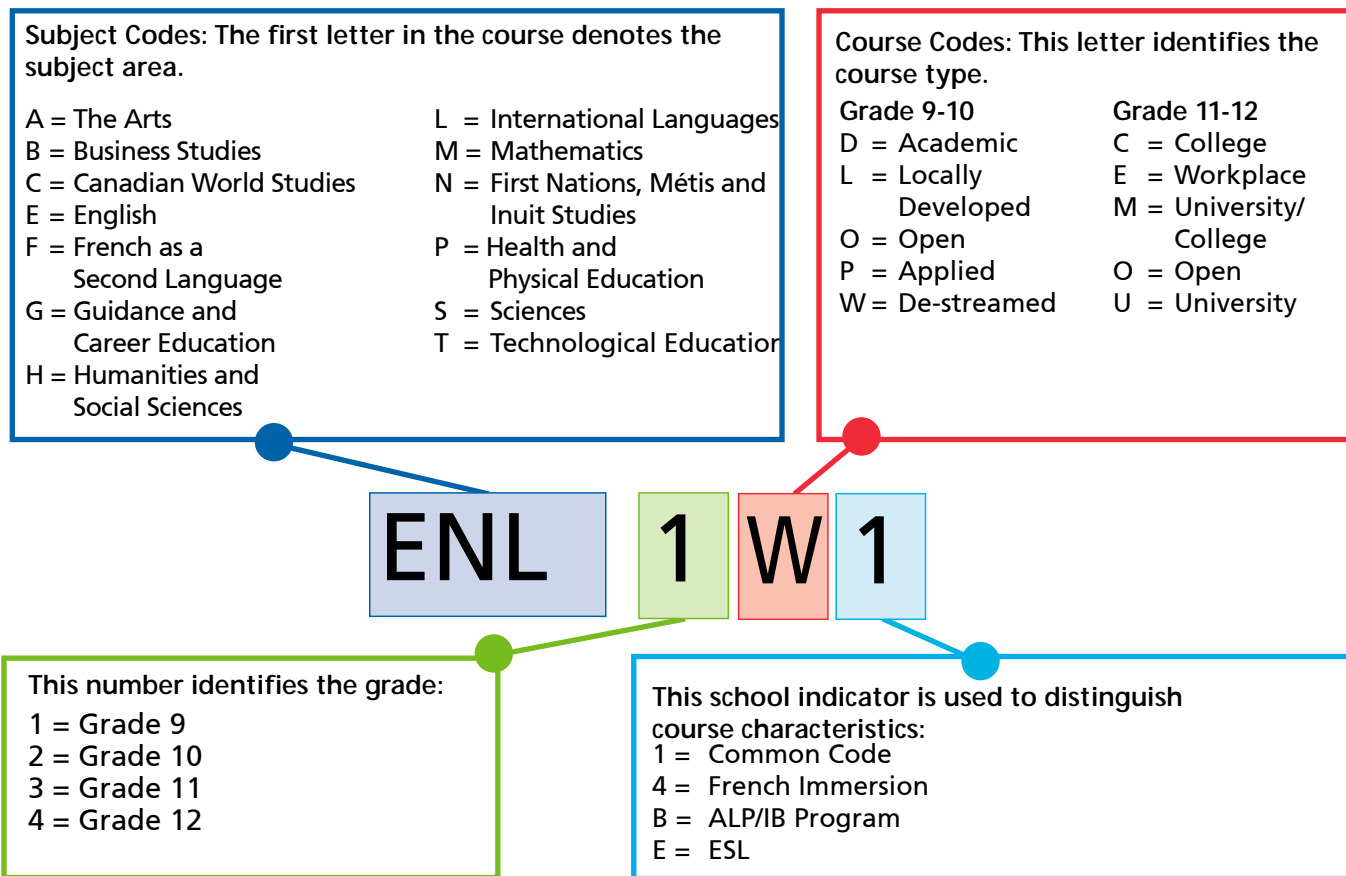 Subject Codes: The first letter in the course denotes the
subject area.
A = The Arts
B = Business Studies
C = Canadian World Studies
E = English
F = French as a
Second Language
G = Guidance and
Career Education
H = Humanities and
Social Sciences
L = International Languages
M = Mathematics
N = First Nations, Métis and
Inuit Studies
P = Health and
Physical Education
S = Sciences
T = Technological Education
Course Codes: This letter identifies the
course type.
Grade 9-10
D = Academic
L = Locally
Developed
O = Open
P = Applied
W = De-streamed
Grade 11-12
C = College
E = Workplace
M = University/
College
O = Open
U = University
ENL 1 W 1
This number identifies the grade:
1 = Grade 9
2 = Grade 10
3 = Grade 11
4 = Grade 12
This school indicator is used to distinguish
course characteristics:
1 = Common Code
4 = French Immersion
B = ALP/IB Program
E = ESL